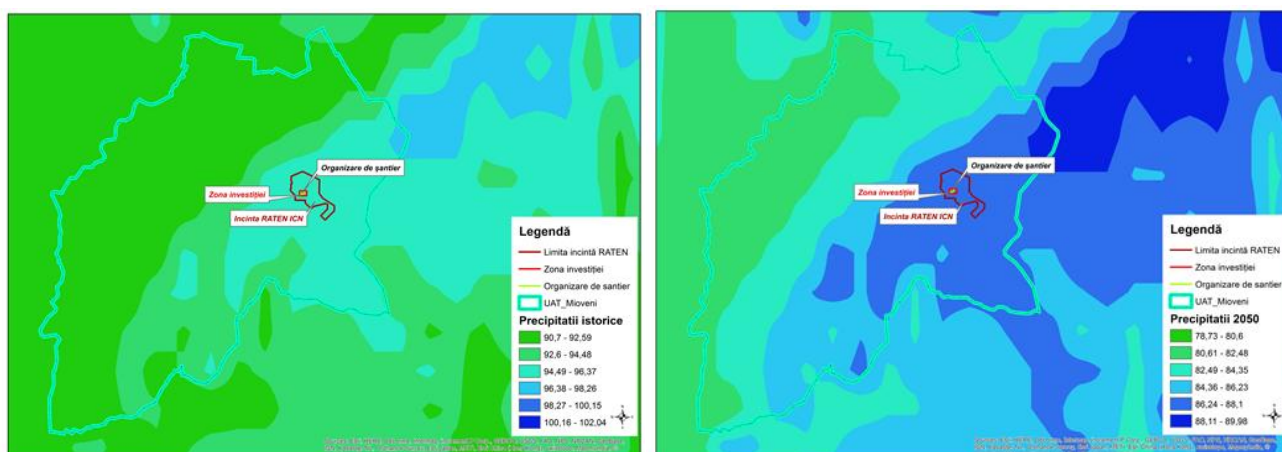 Organizare de șantier
Zona investiției
Incinta RATEN ICN
Legendă
Limita incintă RATEN
Zona investiției
Organizare de santier
UAT_Mioveni
Precipitatii istorice
90,7 - 92,59
92,6 - 94,48
94,49 - 96,37
96,38 - 98,26
98,27 - 100,15
100,16 - 102,04
Organizare de șantier
Zona investiției
Incinta RATEN ICN
Legendă
Limita incintă RATEN
Zona investiției
Organizare de santier
UAT_Mioveni
Precipitatii 2050
78,73 - 80,6
80,61 - 82,48
82,49 - 84,35
84,36 - 86,23
86,24 - 88,1
88,11 - 89,98